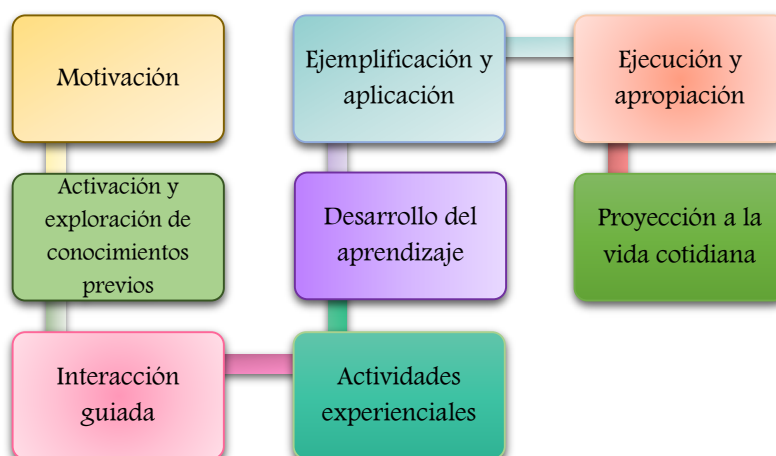 Motivación
Activación y
exploración de
conocimientos
previos
Interacción
guiada
Actividades
experienciales
Desarrollo del
aprendizaje
Ejemplificación y
aplicación
Ejecución y
apropiación
Proyección a la
vida cotidiana